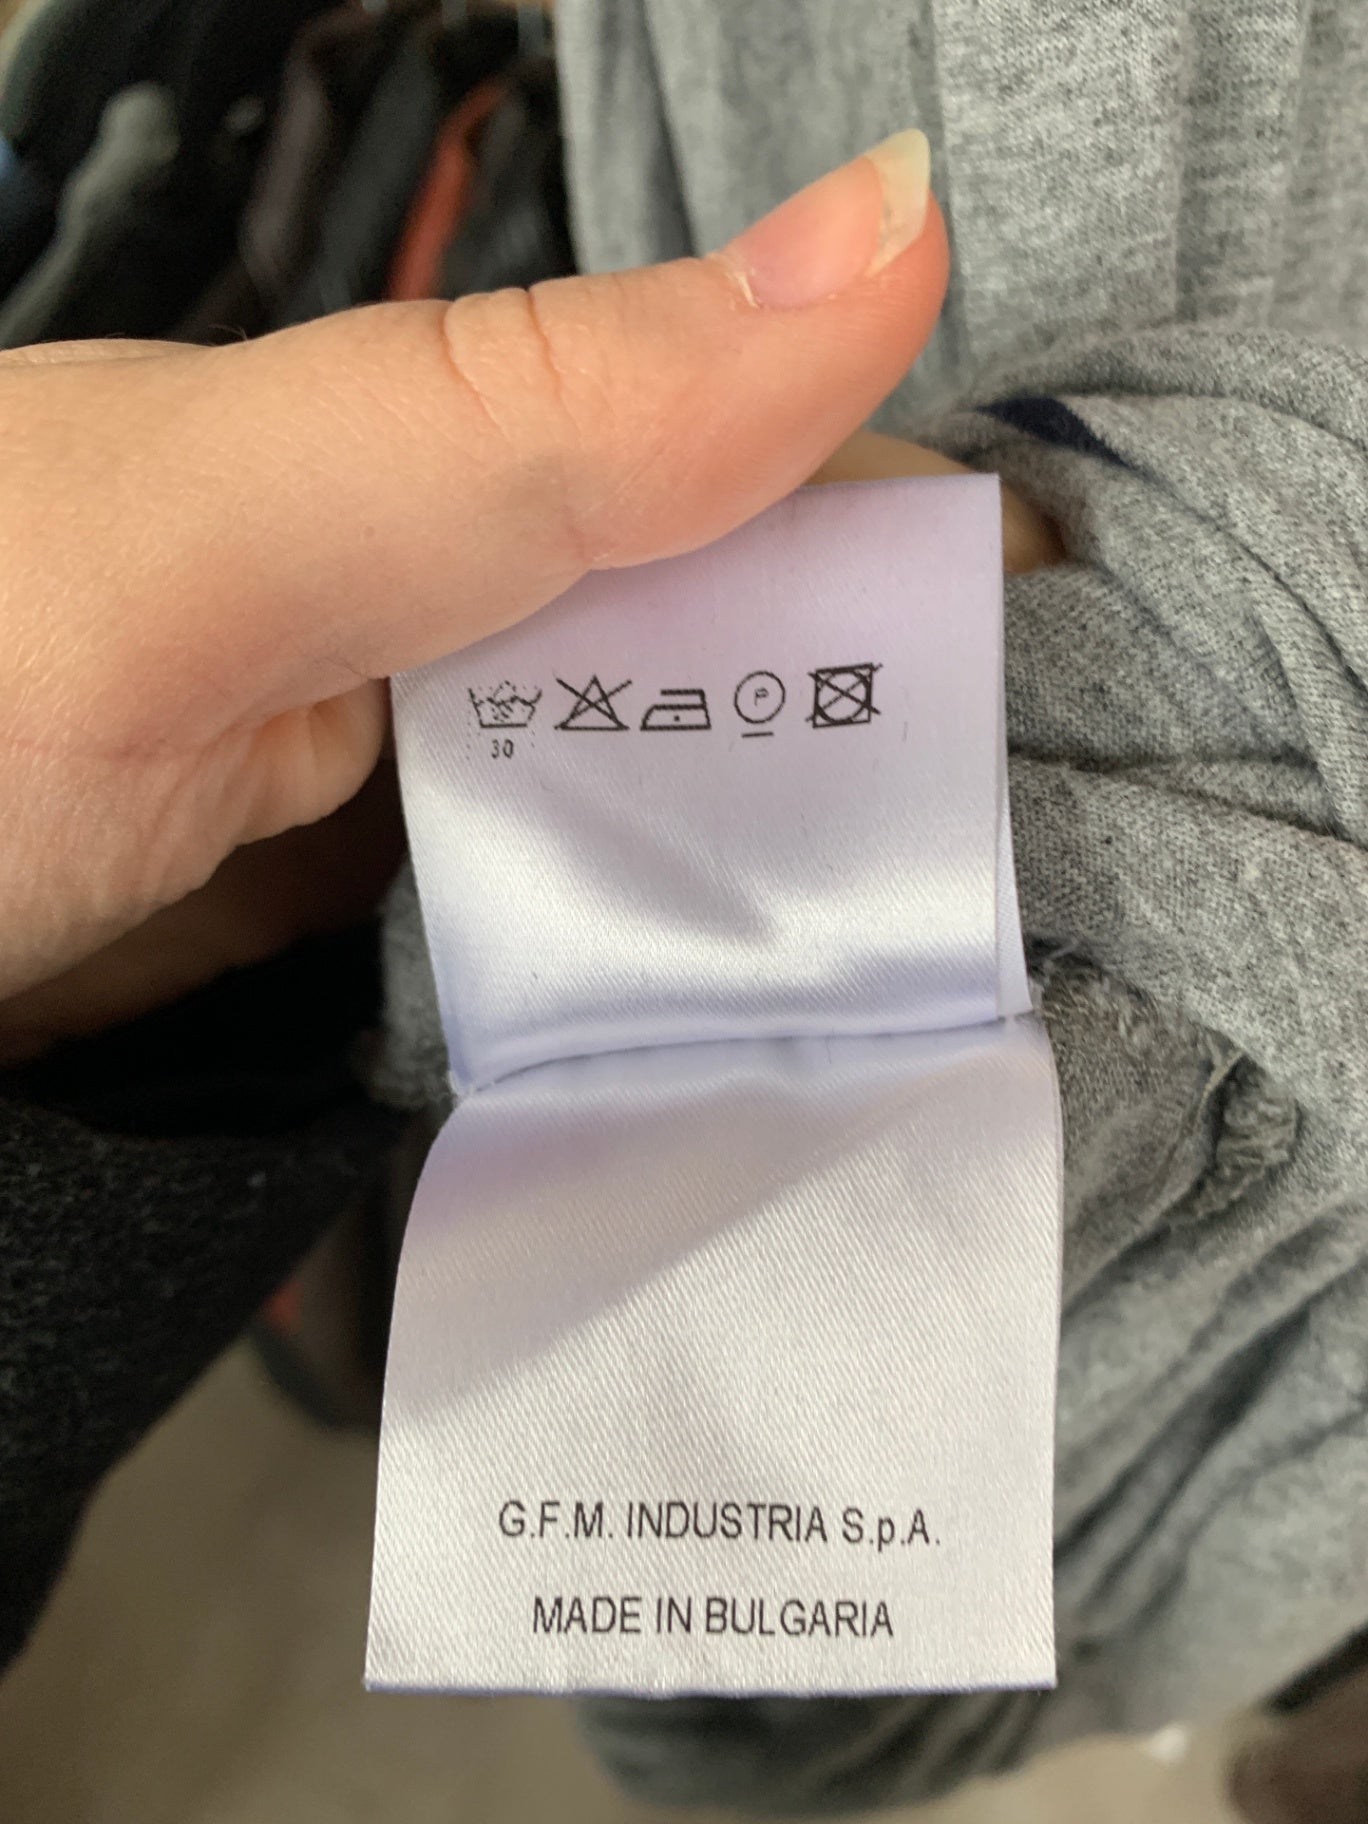 P
30
G.F.M. INDUSTRIA S.p.A.
MADE IN BULGARIA